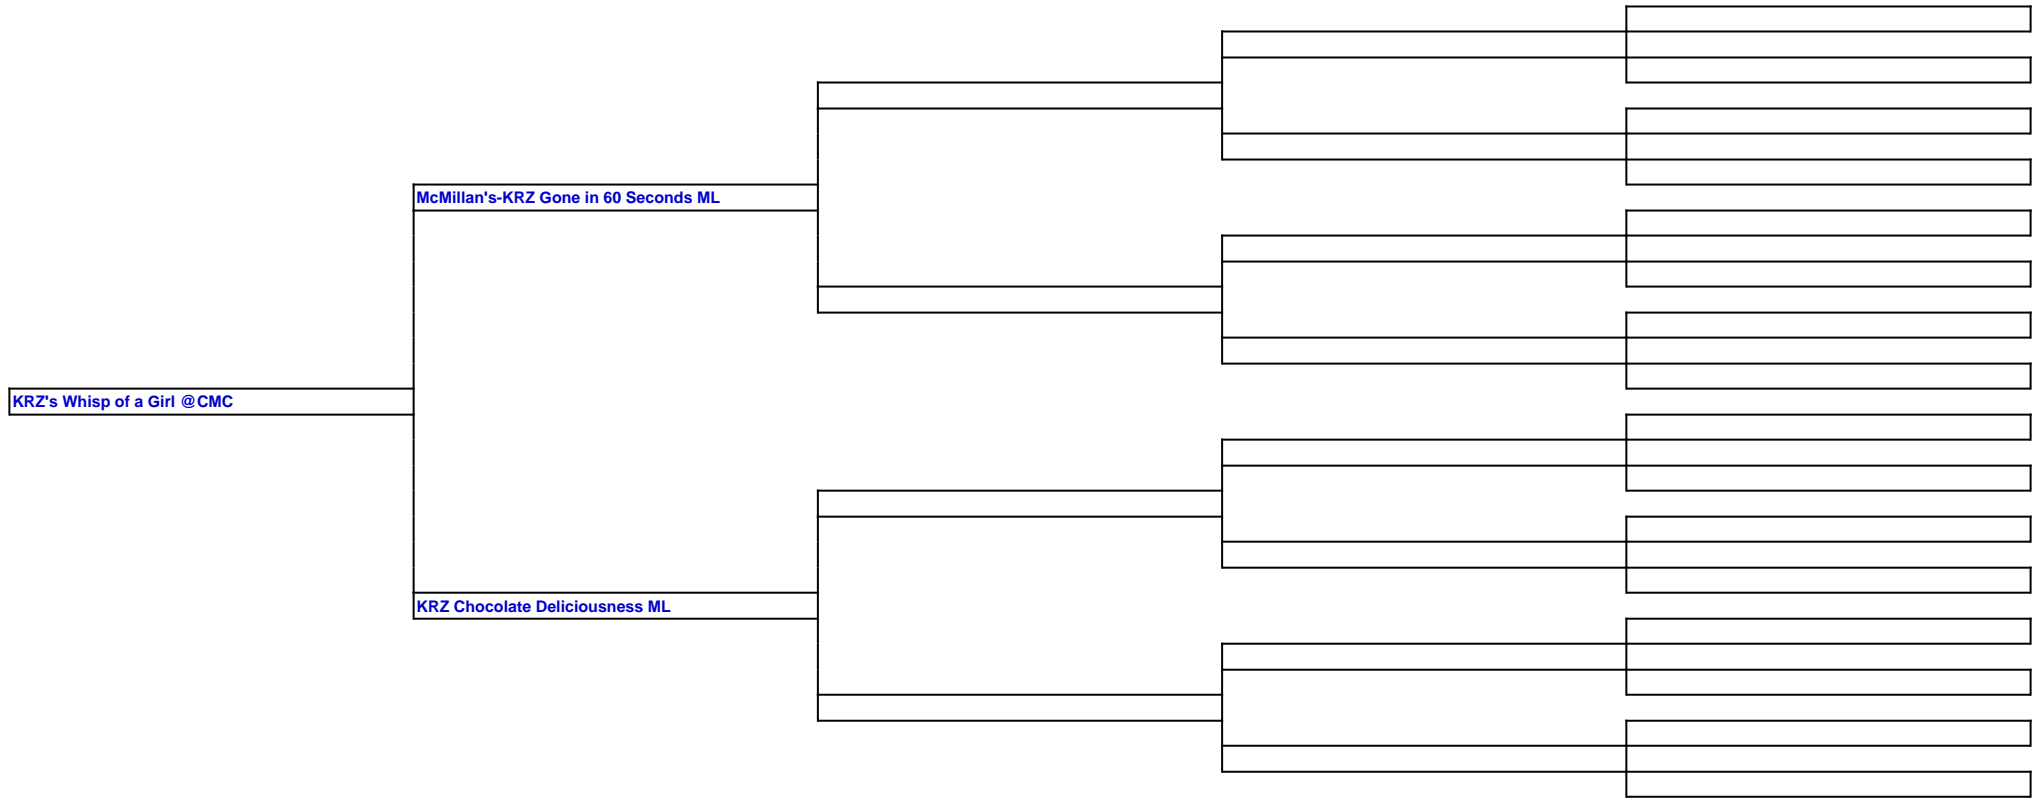 McMillan's-KRZ Gone in 60 Seconds ML
KRZ's Whisp of a Girl @CMC
KRZ Chocolate Deliciousness ML